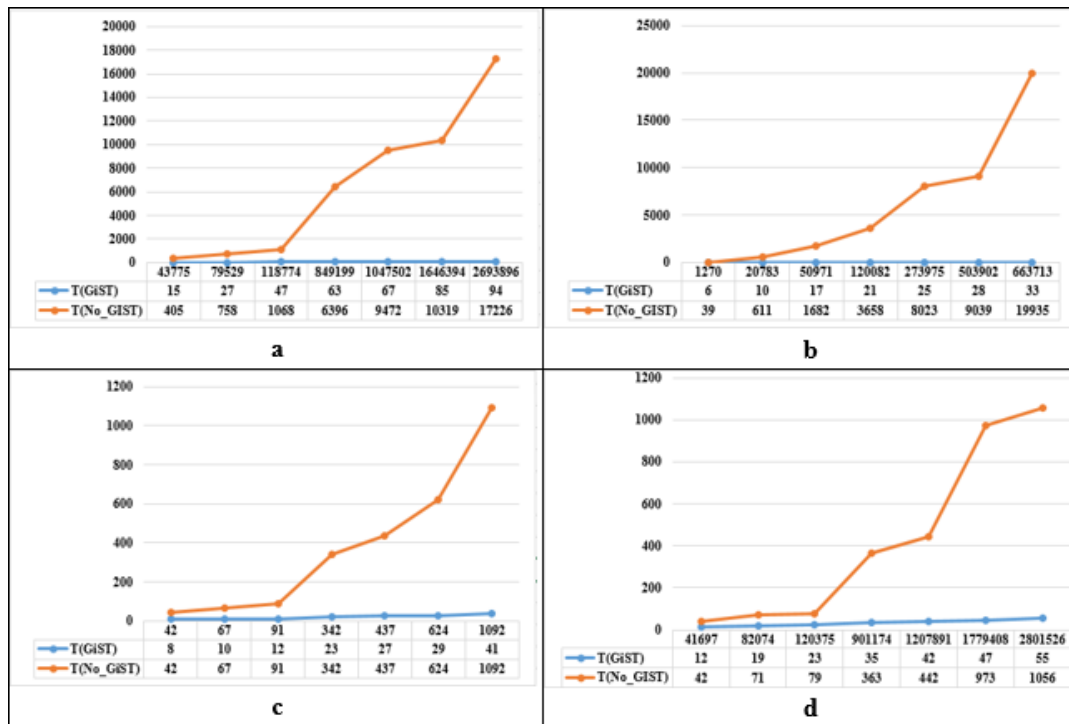 20000
18000
16000
14000
12000
10000
8000
6000
4000
2000
0
43775 79529 118774 849199 1047502 1646394 2693896
T(GiST) 15 27 47 63 67 85 94
T(No_GIST) 405 758 1068 6396 9472 10319 17226
a
25000
20000
15000
10000
5000
0
1270 20783 50971 120082 273975 503902 663713
T(GiST) 6 10 17 21 25 28 33
T(No_GIST) 39 611 1682 3658 8023 9039 19935
b
1200
1000
800
600
400
200
0
42 67 91 342 437 624 1092
T(GiST) 8 10 12 23 27 29 41
T(No_GiST) 42 67 91 342 437 624 1092
c
1200
1000
800
600
400
200
0
41697 82074 120375 901174 1207891 1779408 2801526
T(GiST) 12 19 23 35 42 47 55
T(No_GIST) 42 71 79 363 442 973 1056
d